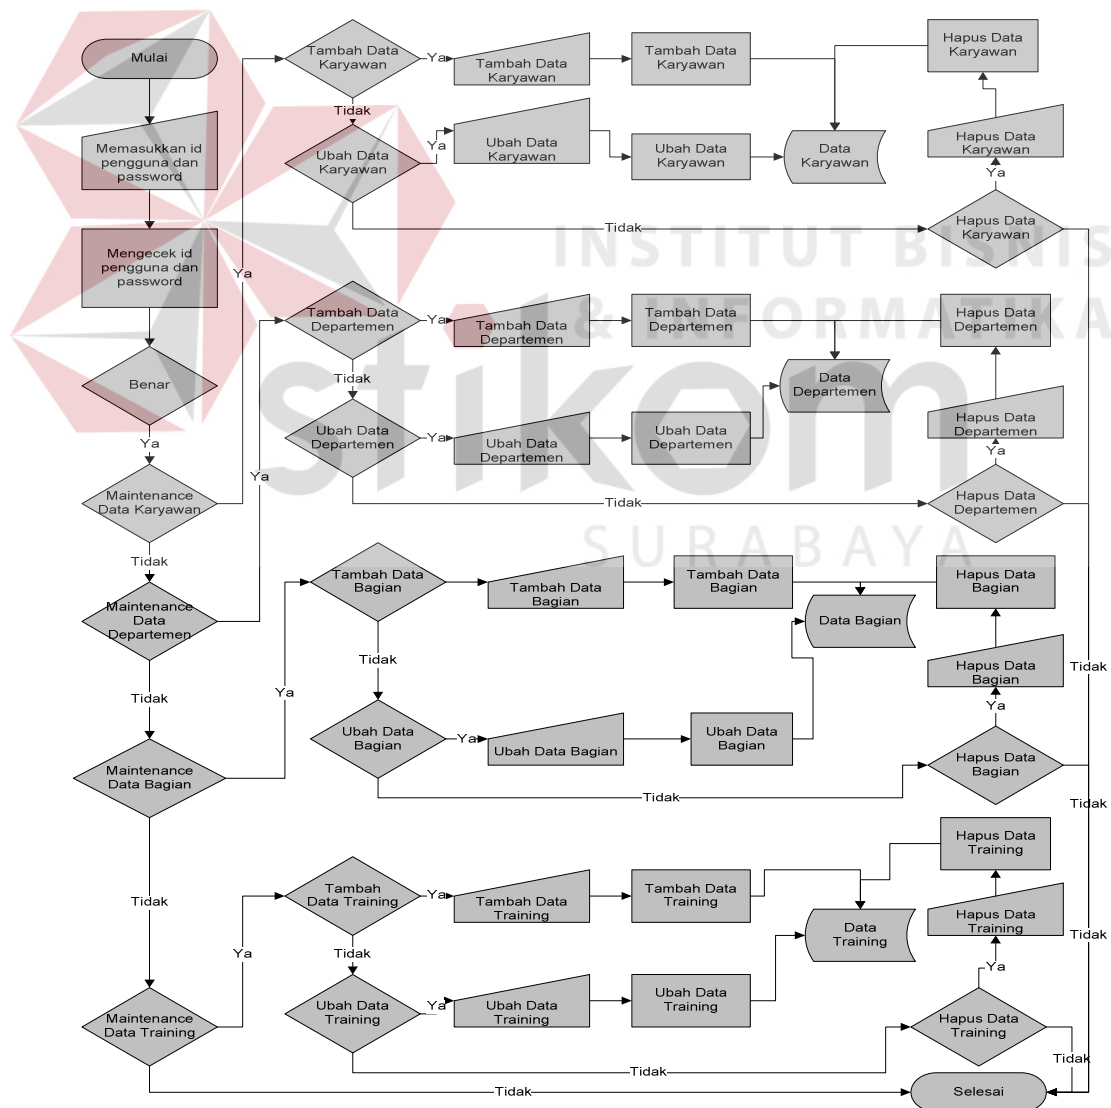 Mulai
Memasukkan id
pengguna dan
password
Mengecek id
pengguna dan
password
Benar
Ya
Maintenance
Data Karyawan
Ya
Tidak
Maintenance
Data
Departemen
Ya
Tidak
Maintenance
Data Bagian
Ya
Tidak
Maintenance
Data Training
Ya
Tidak
Tambah Data
Karyawan
Ya
Tambah Data
Karyawan
Tambah Data
Karyawan
Tidak
Ubah Data
Karyawan
Ya
Ubah Data
Karyawan
Ubah Data
Karyawan
Data
Karyawan
Hapus Data
Karyawan
Hapus Data
Karyawan
Ya
Tidak
Hapus Data
Karyawan
Tambah Data
Departemen
Ya
Tambah Data
Departemen
Tambah Data
Departemen
Hapus Data
Departemen
Tidak
Data
Departemen
Ubah Data
Departemen
Ya
Ubah Data
Departemen
Ubah Data
Departemen
Hapus Data
Departemen
Ya
Tidak
Hapus Data
Departemen
Tambah Data
Bagian
Tambah Data
Bagian
Tambah Data
Bagian
Hapus Data
Bagian
Data Bagian
Tidak
Hapus Data
Bagian
Tidak
Ya
Ubah Data
Bagian
Ya
Ubah Data Bagian
Ubah Data
Bagian
Hapus Data
Bagian
Tidak
Tidak
Hapus Data
Training
Tambah
Data Training
Ya
Tambah Data
Training
Tambah Data
Training
Hapus Data
Training
Data
Training
Tidak
Tidak
Ya
Ubah Data
Training
Ya
Ubah Data
Training
Ubah Data
Training
Hapus Data
Training
Tidak
Tidak
Selesai
INSTITUT BISNIS
& INFORMATIKA
stikom
SURABAYA